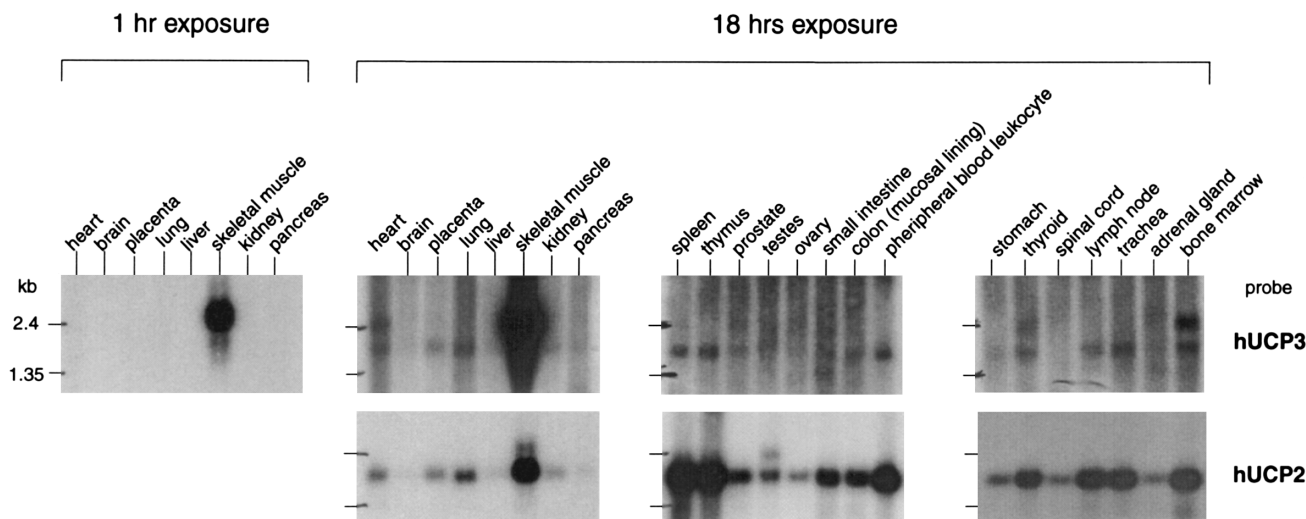 1 hr exposure
18 hrs exposure
heart
brain
placenta
lung
liver
skeletal muscle
kidney
pancreas
heart
brain
placenta
lung
liver
skeletal muscle
kidney
pancreas
spleen
thymus
prostate
testes
ovary
small intestine
colon (mucosal lining)
pheripheral blood leukocyte
stomach
thyroid
spinal cord
lymph node
trachea
adrenal gland
bone marrow
kb
2.4
1.35
probe
hUCP3
hUCP2